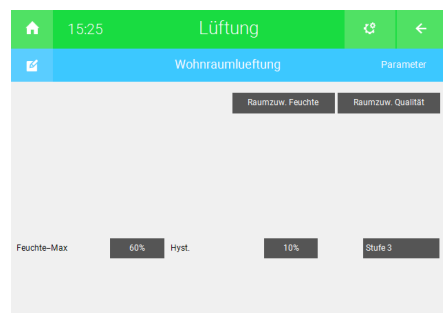 15:25 Lüftung
Wohnraumlueftung Parameter
Raumzuw. Feuchte Raumzuw. Qualität
Feuchte-Max 60% Hyst. 10% Stufe 3